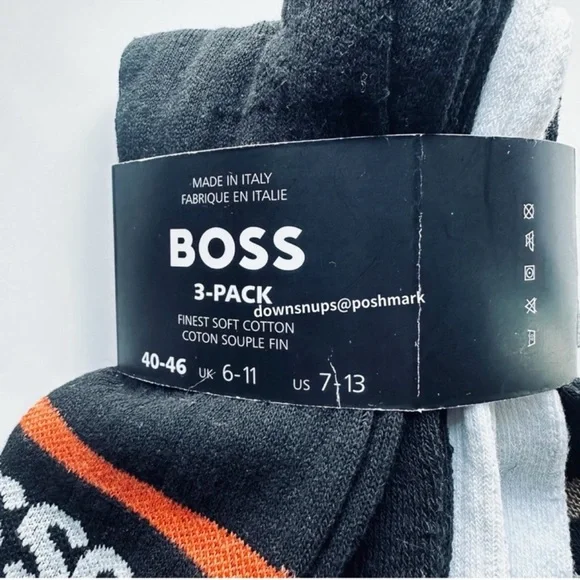 MADE IN ITALY
FABRIQUE EN ITALIE
BOSS
3-PACK
downsnups@poshmark
FINEST SOFT COTTON
COTON SOUPLE FIN
40-46 UK 6-11 US 7-13